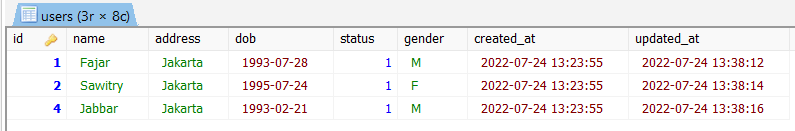 users (3r × 8c)
id name address dob status gender created_at updated_at
1 Fajar Jakarta 1993-07-28 1 M 2022-07-24 13:23:55 2022-07-24 13:38:12
2 Sawitry Jakarta 1995-07-24 1 F 2022-07-24 13:23:55 2022-07-24 13:38:14
4 Jabbar Jakarta 1993-02-21 1 M 2022-07-24 13:23:55 2022-07-24 13:38:16